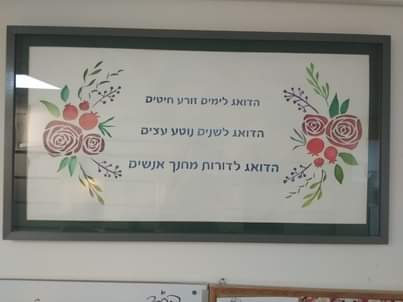 הדואג לימים זורע חיטים
הדואג לשנים נוטע עצים
הדואג לדורות מחנך אנשים